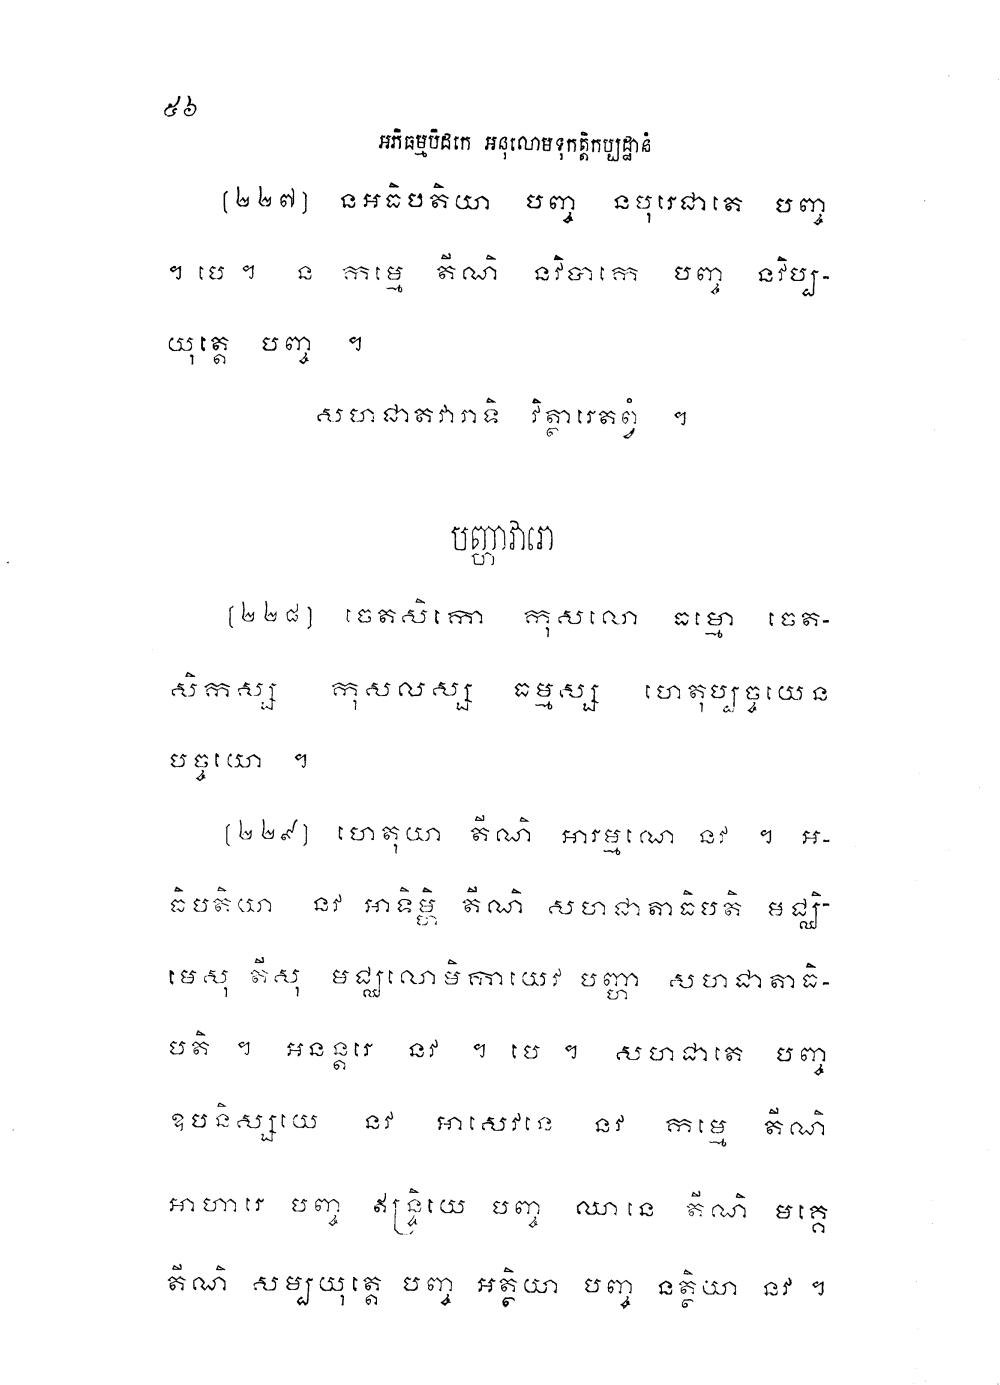 ៥៦
អភិធម្មបិដកេ អនុលោមទុកត្តិកប្បដ្ឋានំ
(២២៧) នអធិបតិយា បញ្ច នបុរេជាតេ បញ្ច
។ បេ ។ ន កម្មេ តីណិ នវិបាកេ បញ្ច នវិប្ប-
យុត្តេ បញ្ច ។
សហជាតវារាទិ វិត្ថារេតព្វំ ។
បញ្ហាវារោ
(២២៨) ចេតសិកោ កុសលោ ធម្មោ ចេត-
សិកស្ស កុសលស្ស ធម្មស្ស ហេតុប្បច្ចយេន
បច្ចយោ ។
(២២៩) ហេតុយា តីណិ អារម្មណេ នវ ។ អ-
ធិបតិយា នវ អាទិម្ហិ តីណិ សហជាតាធិបតិ មជ្ឈិ-
មេសុ តីសុ មជ្ឈលោមិកាយេវ បញ្ហា សហជាតាធិ-
បតិ ។ អនន្តរេ នវ ។ បេ ។ សហជាតេ បញ្ច
ឧបនិស្សយេ នវ អាសេវនេ នវ កម្មេ តីណិ
អាហារេ បញ្ច ឥន្ទ្រិយេ បញ្ច ឈានេ តីណិ មគ្គេ
តីណិ សម្បយុត្តេ បញ្ច អត្ថិយា បញ្ច នត្ថិយា នវ ។